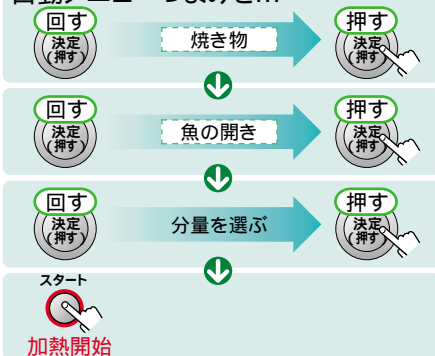 回す
決定
(押す)
焼き物
押す
決定
(押す)
回す
決定
(押す)
魚の開き
押す
決定
(押す)
回す
決定
(押す)
分量を選ぶ
押す
決定
(押す)
スタート
加熱開始